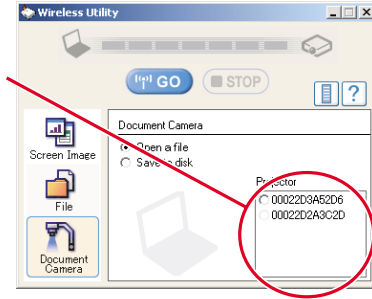 Wireless Utility
GO
STOP
?
Document Camera
Open a file
Save to disk
Projector
00022D3A52D6
00022D2A3C2D
Screen Image
File
Document
Camera